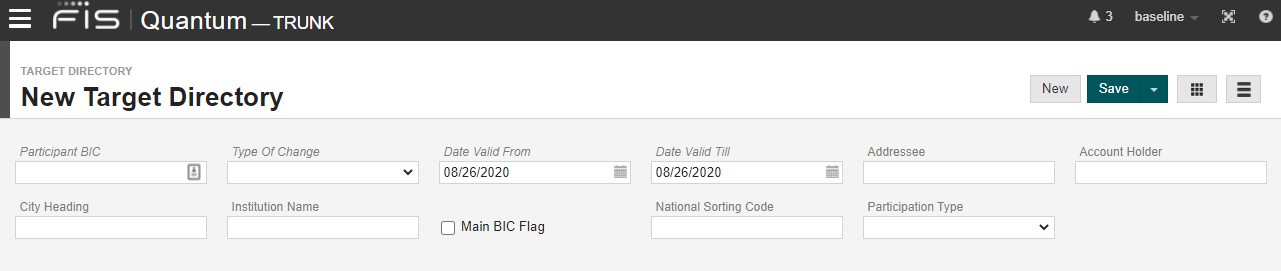 FIS Quantum — TRUNK 3 baseline
TARGET DIRECTORY
New Target Directory New Save
Participant BIC Type Of Change Date Valid From Date Valid Till Addressee Account Holder
08/26/2020 08/26/2020
City Heading Institution Name Main BIC Flag National Sorting Code Participation Type